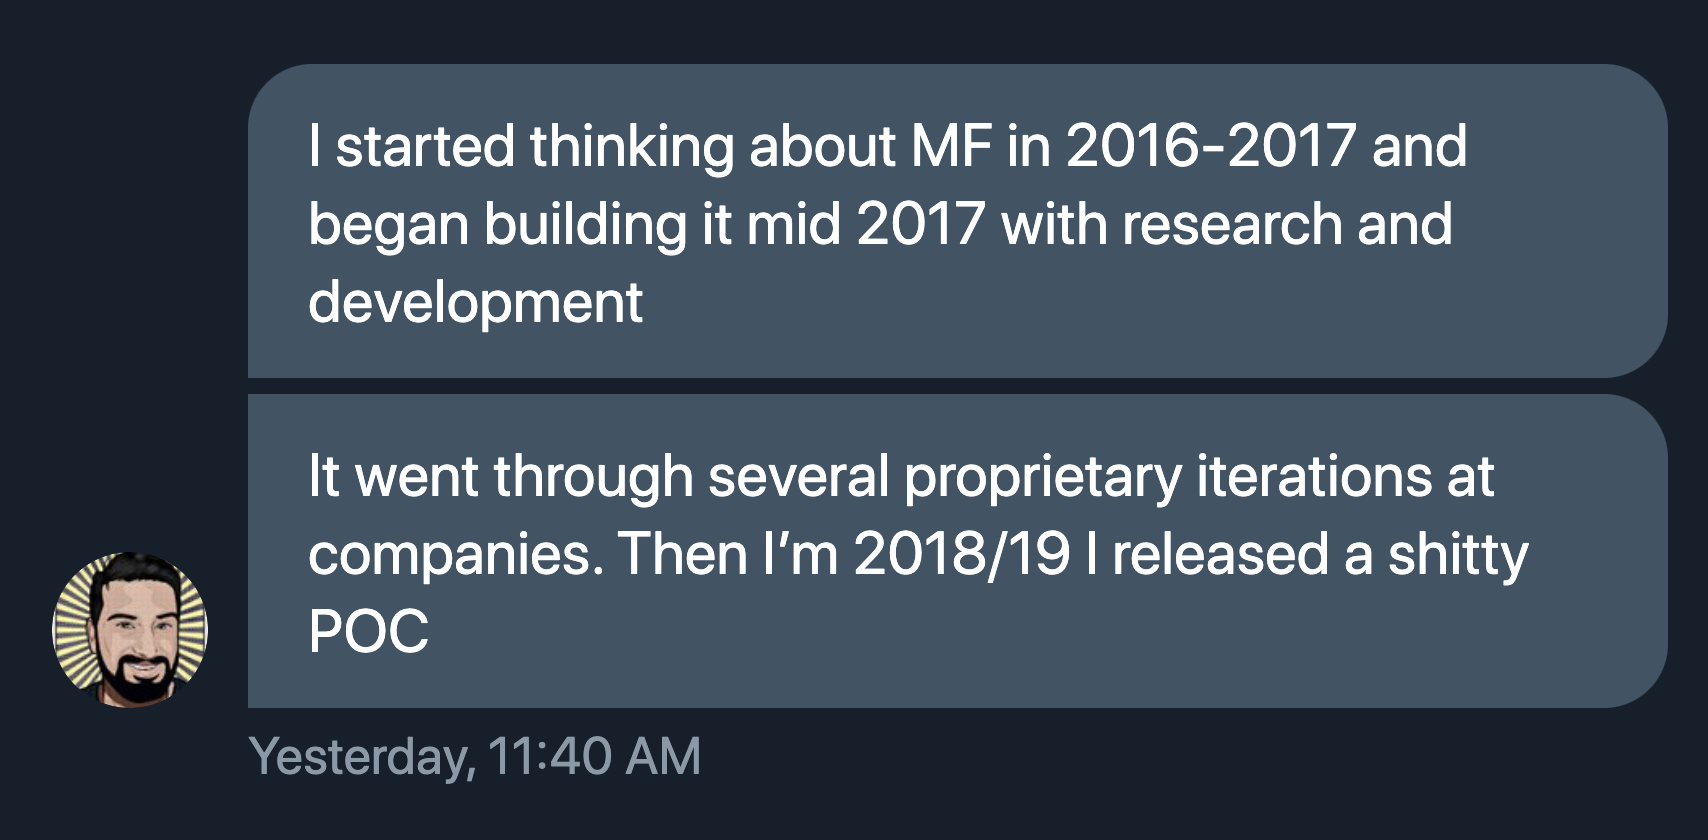 I started thinking about MF in 2016-2017 and
began building it mid 2017 with research and
development
It went through several proprietary iterations at
companies. Then I’m 2018/19 I released a shitty
POC
Yesterday, 11:40 AM